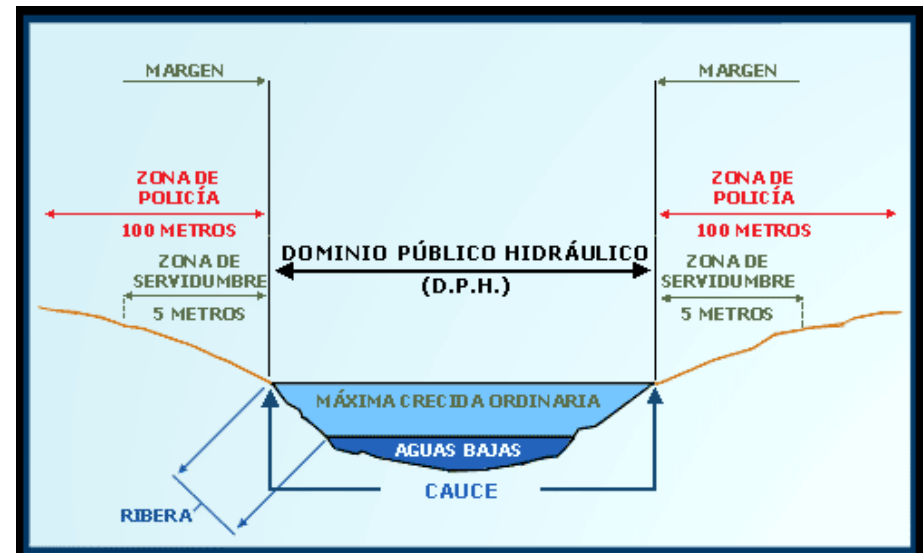 MARGEN
MARGEN
ZONA DE
POLICÍA
100 METROS
ZONA DE
POLICÍA
100 METROS
DOMINIO PÚBLICO HIDRÁULICO
(D.P.H.)
ZONA DE
SERVIDUMBRE
5 METROS
ZONA DE
SERVIDUMBRE
5 METROS
MÁXIMA CRECIDA ORDINARIA
AGUAS BAJAS
CAUCE
RIBERA